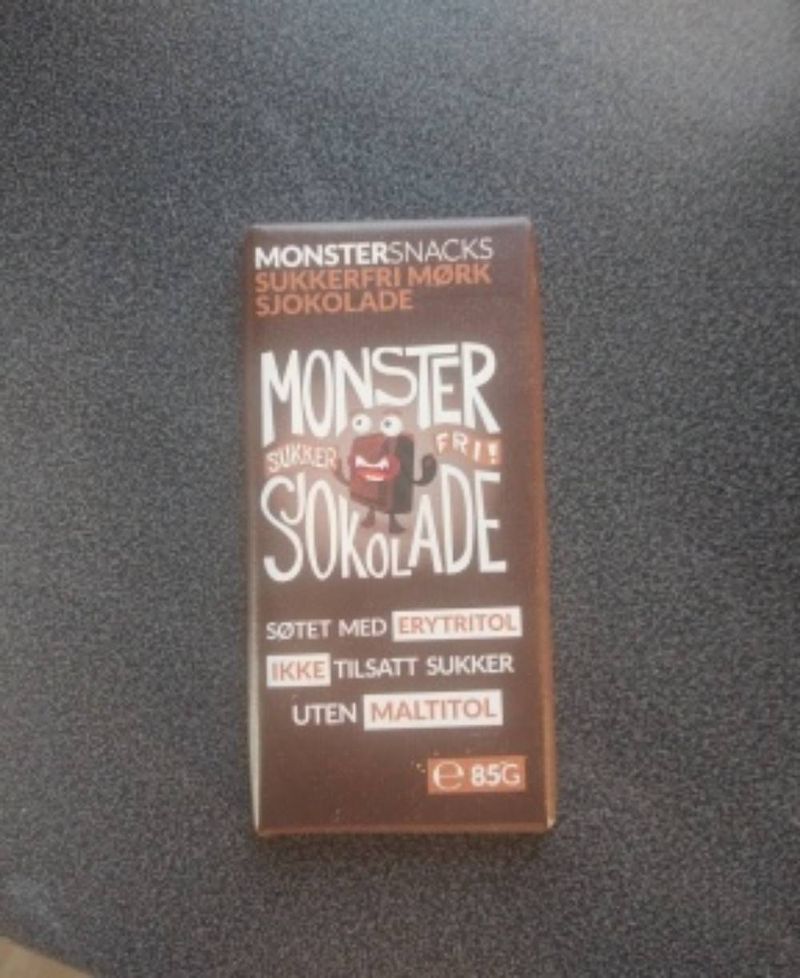 MONSTERSNACKS
SUKKERFRI MØRK
SJOKOLADE
MONSTER
SUKKER FRI!
SJOKOLADE
SØTET MED ERYTRITOL
IKKE TILSATT SUKKER
UTEN MALTITOL
℮ 85G